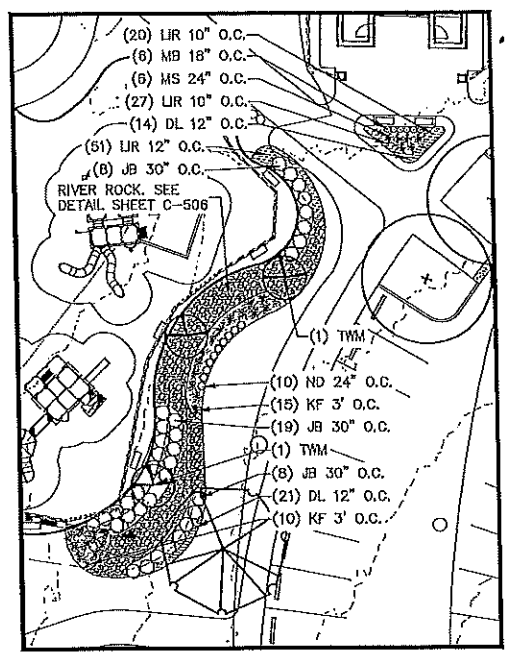 (20) LIR 10" O.C.
(6) MB 18" O.C.
(6) MS 24" O.C.
(27) LIR 10" O.C.
(14) DL 12" O.C.
(51) LIR 12" O.C.
(8) JB 30" O.C.
RIVER ROCK. SEE
DETAIL SHEET C-506
(1) TWM
(10) ND 24" O.C.
(15) KF 3' O.C.
(19) JB 30" O.C.
(1) TWM
(8) JB 30" O.C.
(21) DL 12" O.C.
(10) KF 3' O.C.